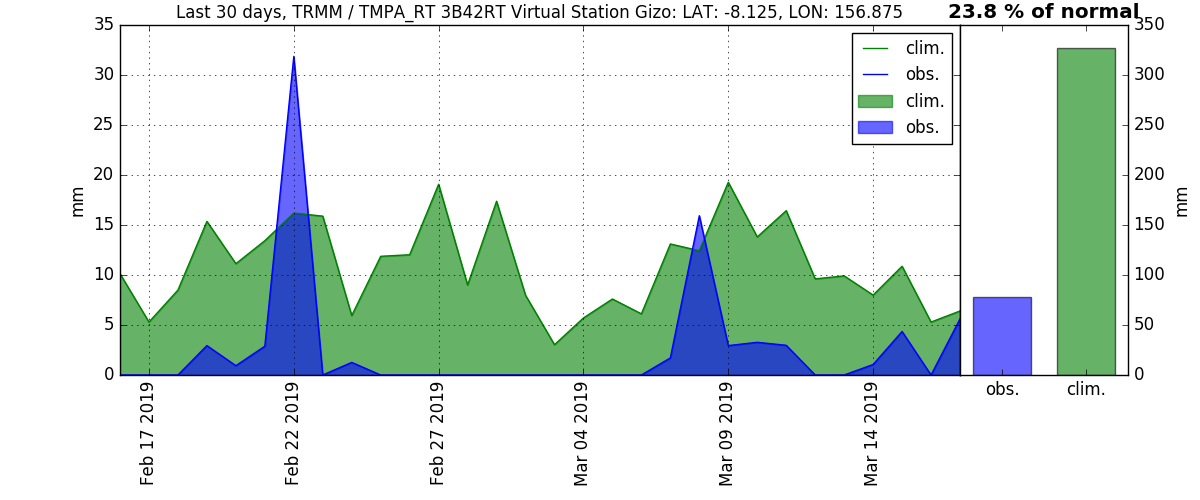 Last 30 days, TRMM / TMPA_RT 3B42RT Virtual Station Gizo: LAT: -8.125, LON: 156.875
23.8 % of normal
35
30
25
20
15
10
5
0
mm
clim.
obs.
clim.
obs.
350
300
250
200
150
100
50
0
mm
obs.
clim.
Feb 17 2019
Feb 22 2019
Feb 27 2019
Mar 04 2019
Mar 09 2019
Mar 14 2019